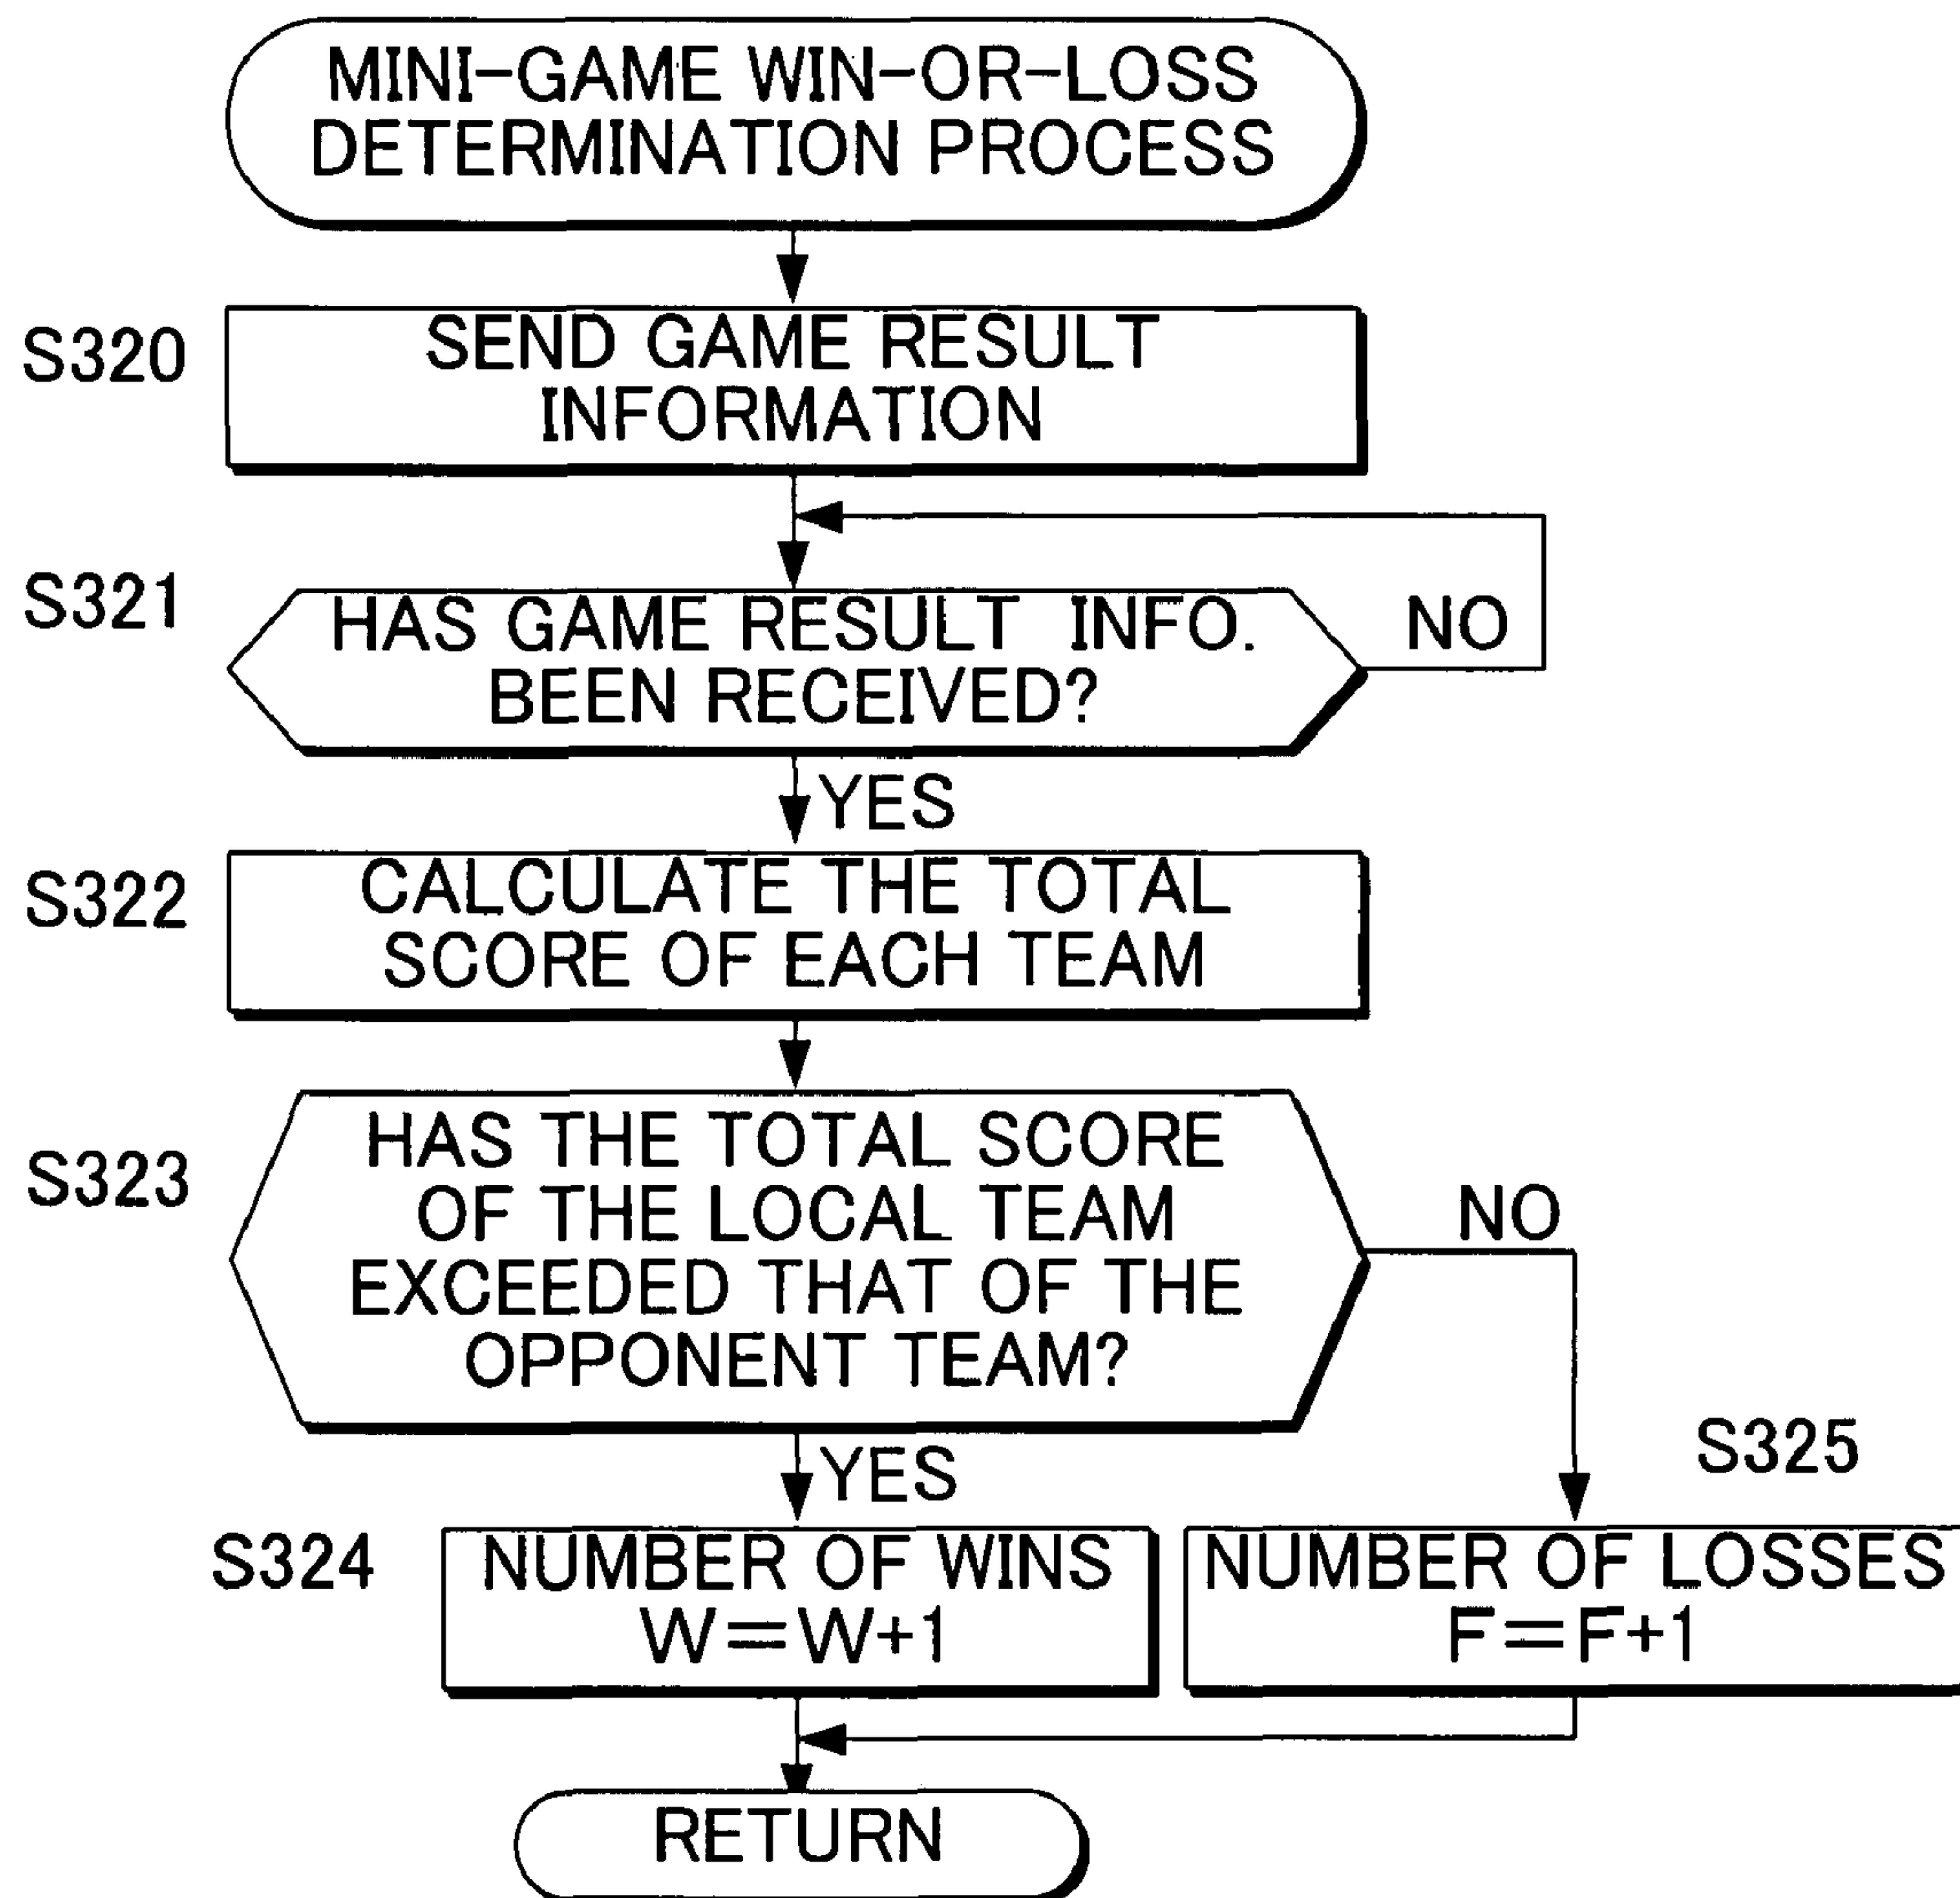 MINI-GAME WIN-OR-LOSS
DETERMINATION PROCESS
S320
SEND GAME RESULT
INFORMATION
S321
HAS GAME RESULT INFO.
BEEN RECEIVED?
NO
YES
S322
CALCULATE THE TOTAL
SCORE OF EACH TEAM
S323
HAS THE TOTAL SCORE
OF THE LOCAL TEAM
EXCEEDED THAT OF THE
OPPONENT TEAM?
NO
YES
S324
NUMBER OF WINS
W=W+1
S325
NUMBER OF LOSSES
F=F+1
RETURN